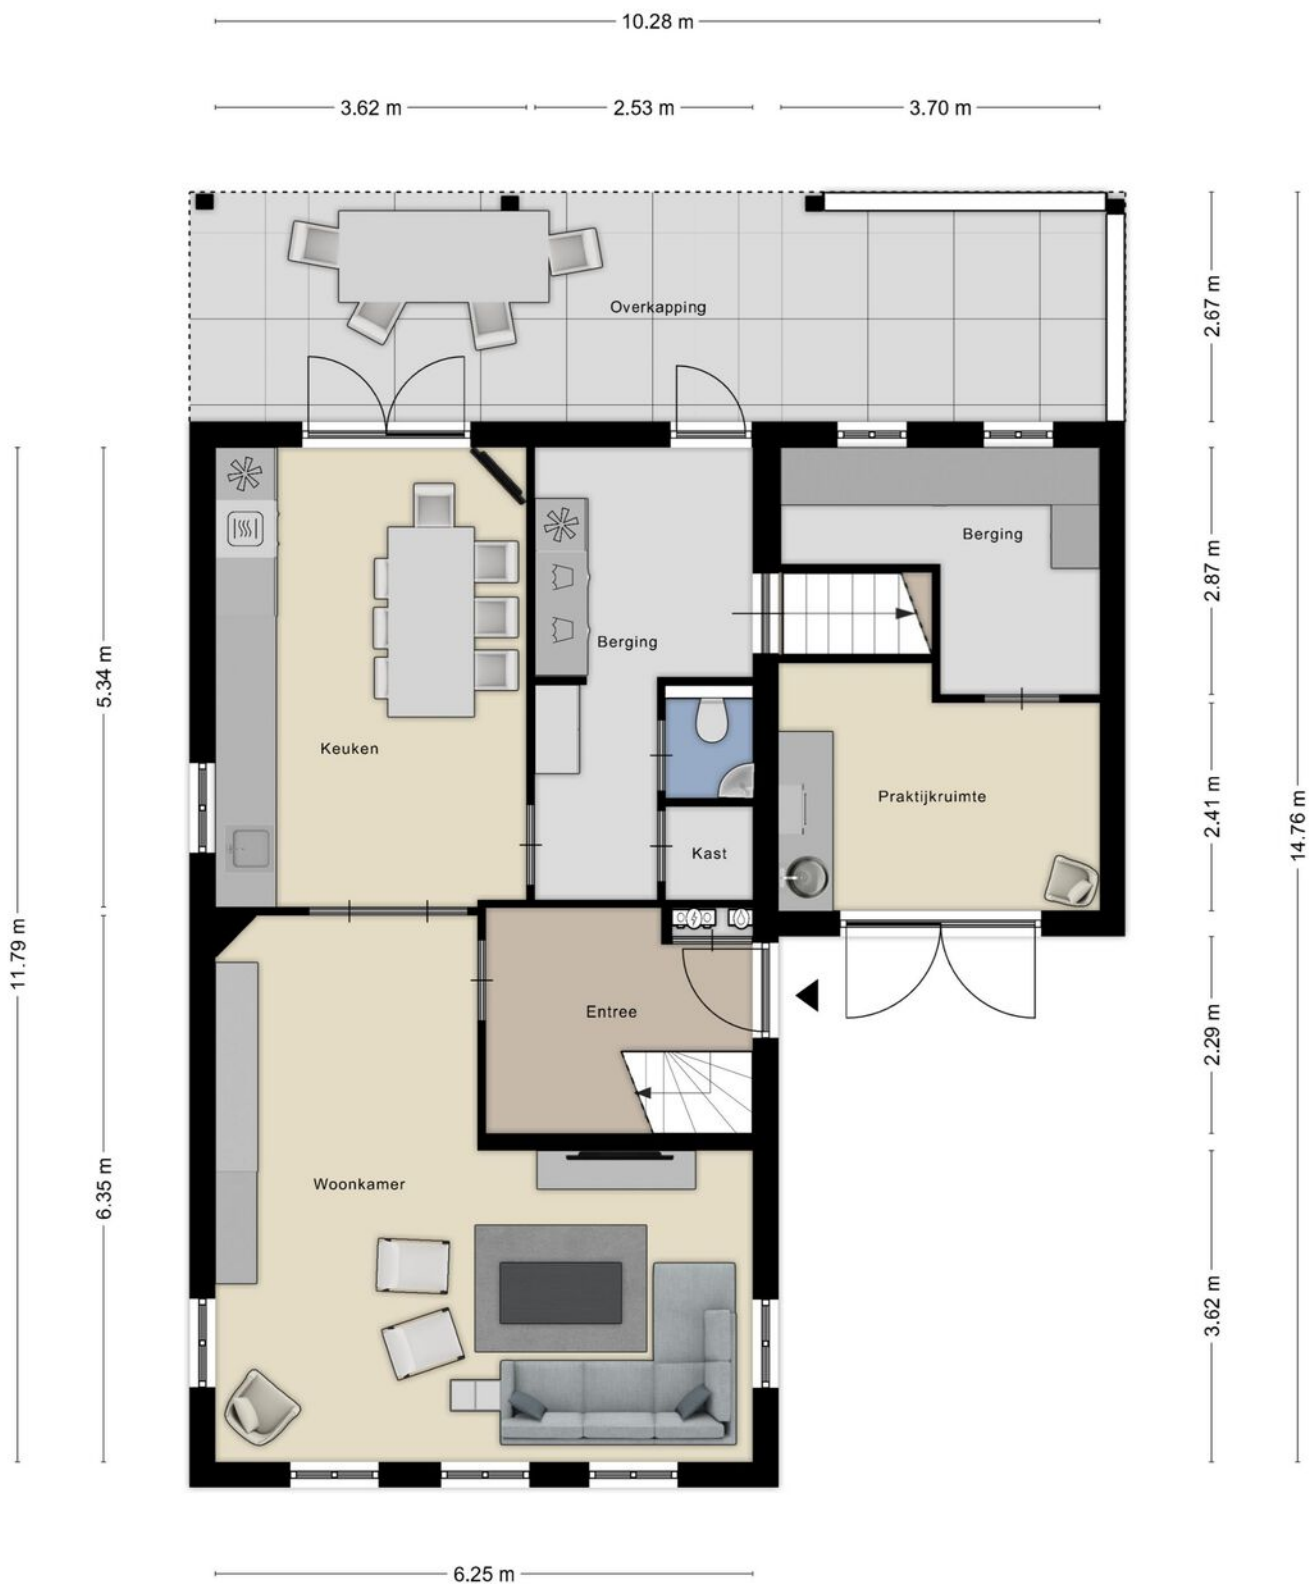 10.28 m
3.62 m
2.53 m
3.70 m
Overkapping
2.67 m
Berging
2.87 m
Berging
5.34 m
Keuken
Praktijkruimte
2.41 m
14.76 m
Kast
11.79 m
Entree
2.29 m
Woonkamer
6.35 m
3.62 m
6.25 m